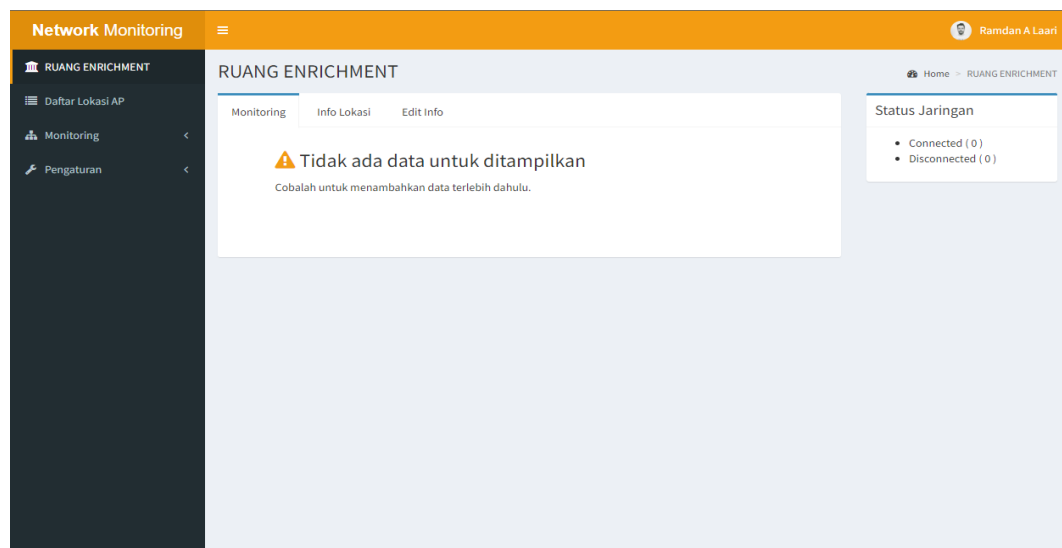 Network Monitoring
Ramdan A Laari
RUANG ENRICHMENT
Daftar Lokasi AP
Monitoring
Pengaturan
RUANG ENRICHMENT
Home > RUANG ENRICHMENT
Monitoring Info Lokasi Edit Info
Tidak ada data untuk ditampilkan
Cobalah untuk menambahkan data terlebih dahulu.
Status Jaringan
Connected ( 0 )
Disconnected ( 0 )